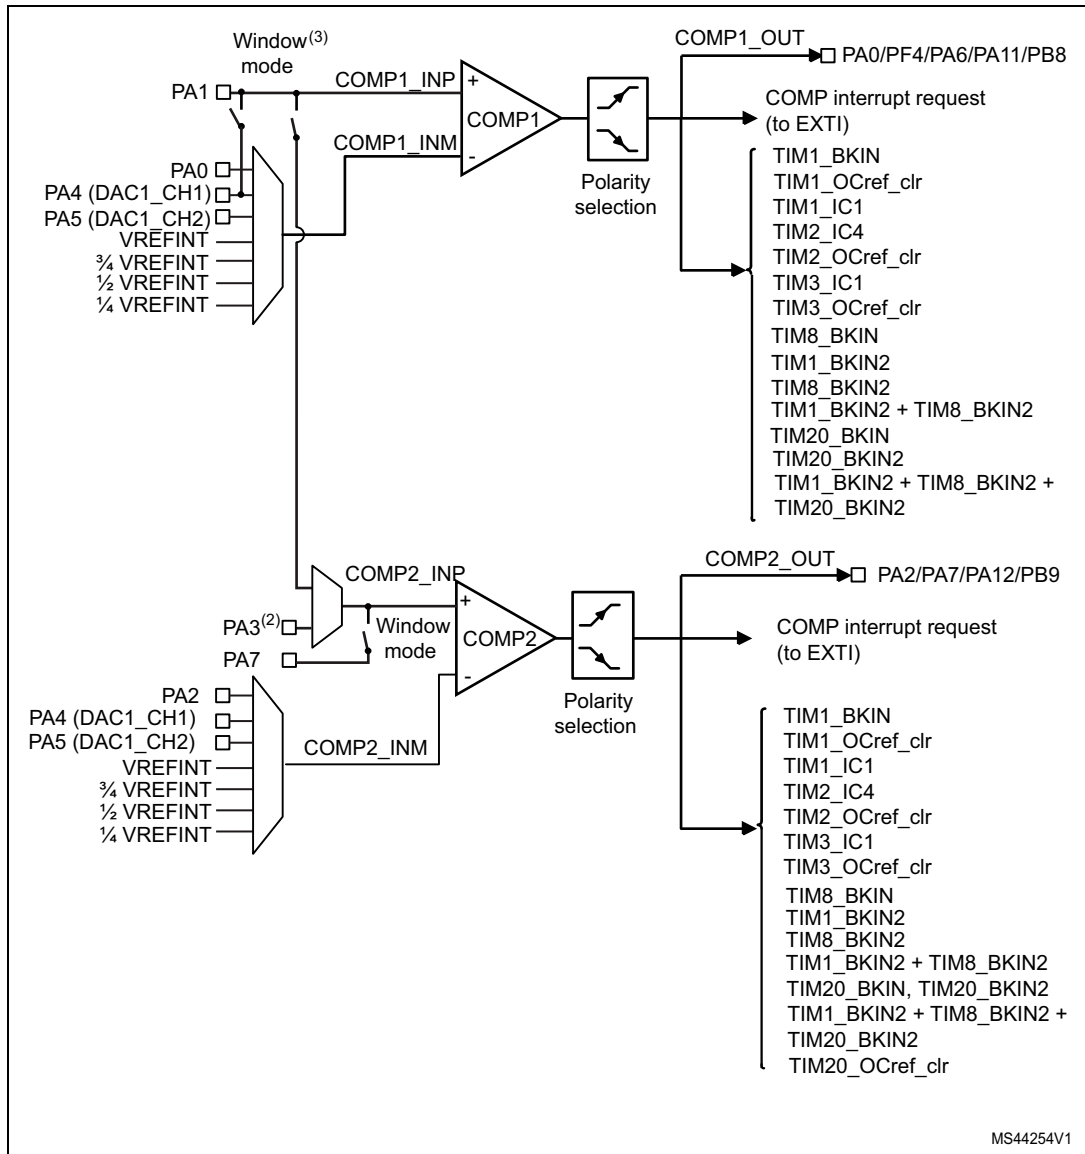 Window(3)
mode
COMP1_OUT
PA0/PF4/PA6/PA11/PB8
PA1
COMP1_INP
+
COMP1
-
COMP1_INM
COMP interrupt request
(to EXTI)
Polarity
selection
PA0
PA4 (DAC1_CH1)
PA5 (DAC1_CH2)
VREFINT
¾ VREFINT
½ VREFINT
¼ VREFINT
TIM1_BKIN
TIM1_OCref_clr
TIM1_IC1
TIM2_IC4
TIM2_OCref_clr
TIM3_IC1
TIM3_OCref_clr
TIM8_BKIN
TIM1_BKIN2
TIM8_BKIN2
TIM1_BKIN2 + TIM8_BKIN2
TIM20_BKIN
TIM20_BKIN2
TIM1_BKIN2 + TIM8_BKIN2 +
TIM20_BKIN2
COMP2_OUT
PA2/PA7/PA12/PB9
COMP2_INP
+
COMP2
-
PA3(2)
Window
mode
PA7
COMP interrupt request
(to EXTI)
Polarity
selection
PA2
PA4 (DAC1_CH1)
PA5 (DAC1_CH2)
VREFINT
¾ VREFINT
½ VREFINT
¼ VREFINT
COMP2_INM
TIM1_BKIN
TIM1_OCref_clr
TIM1_IC1
TIM2_IC4
TIM2_OCref_clr
TIM3_IC1
TIM3_OCref_clr
TIM8_BKIN
TIM1_BKIN2
TIM8_BKIN2
TIM1_BKIN2 + TIM8_BKIN2
TIM20_BKIN, TIM20_BKIN2
TIM1_BKIN2 + TIM8_BKIN2 +
TIM20_BKIN2
TIM20_OCref_clr
MS44254V1